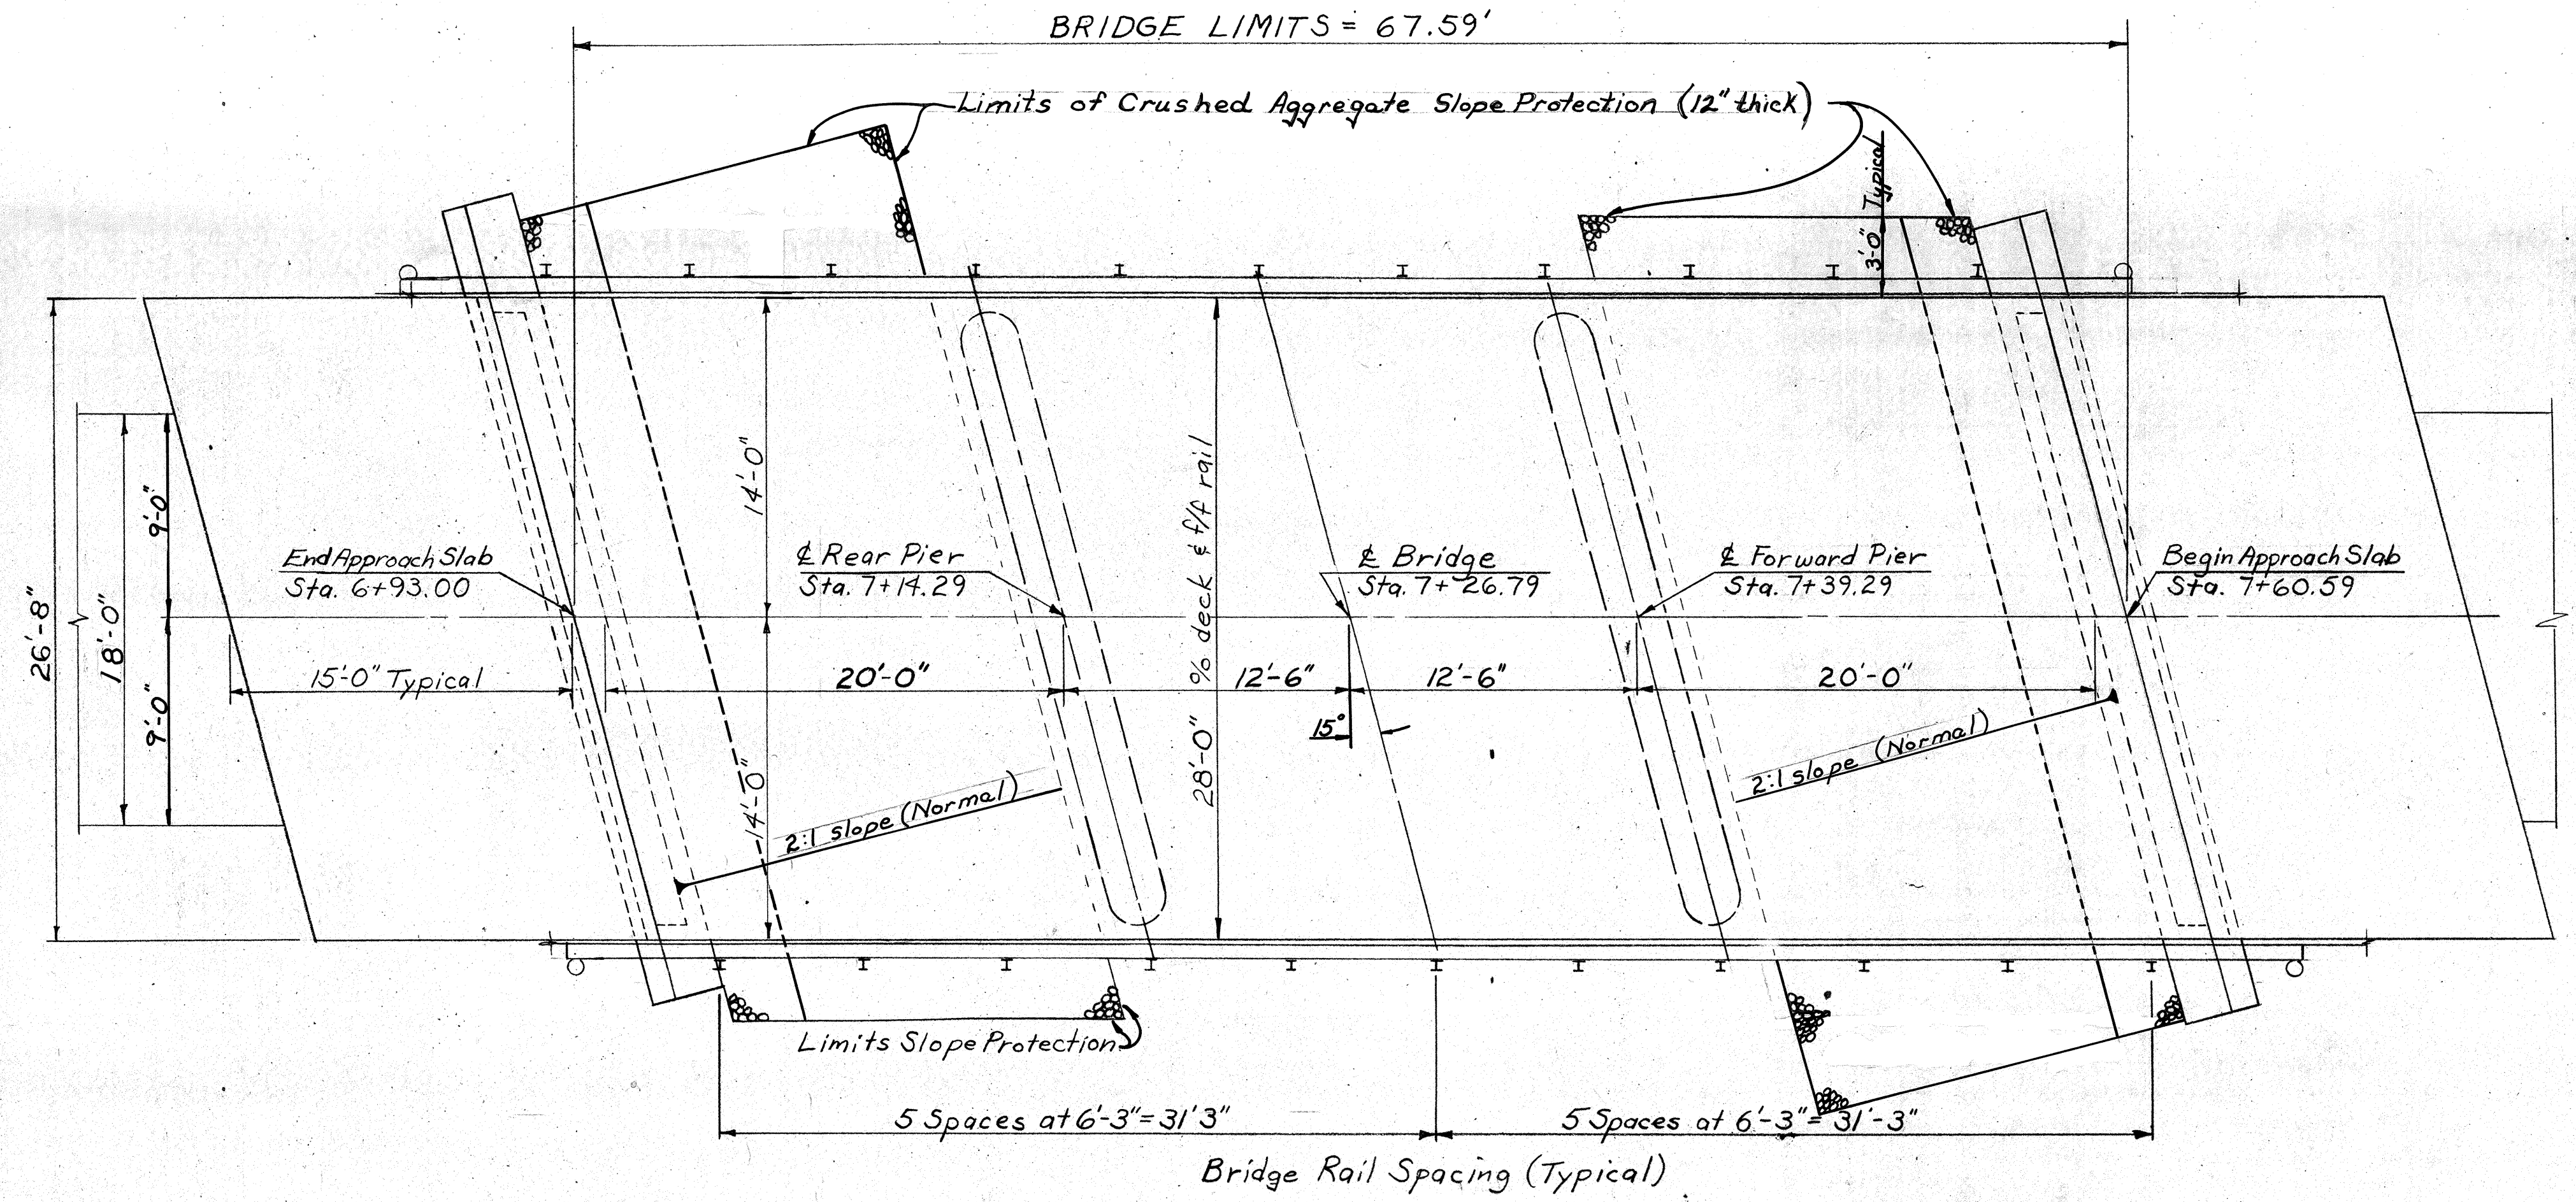 BRIDGE LIMITS = 67.59'
Limits of Crushed Aggregate Slope Protection (12" thick)
3'-0" Typical
14'-0"
28'-0" o/o deck & f/f rail
9'-0"
End Approach Slab
Sta. 6+93.00
℄ Rear Pier
Sta. 7+14.29
℄ Bridge
Sta. 7+26.79
℄ Forward Pier
Sta. 7+39.29
Begin Approach Slab
Sta. 7+60.59
26'-8"
18'-0"
9'-0"
15'-0" Typical
20'-0"
12'-6"
12'-6"
20'-0"
15°
14'-0"
2:1 slope (Normal)
2:1 slope (Normal)
Limits Slope Protection
5 Spaces at 6'-3"=31'3"
5 Spaces at 6'-3"= 31'-3"
Bridge Rail Spacing (Typical)